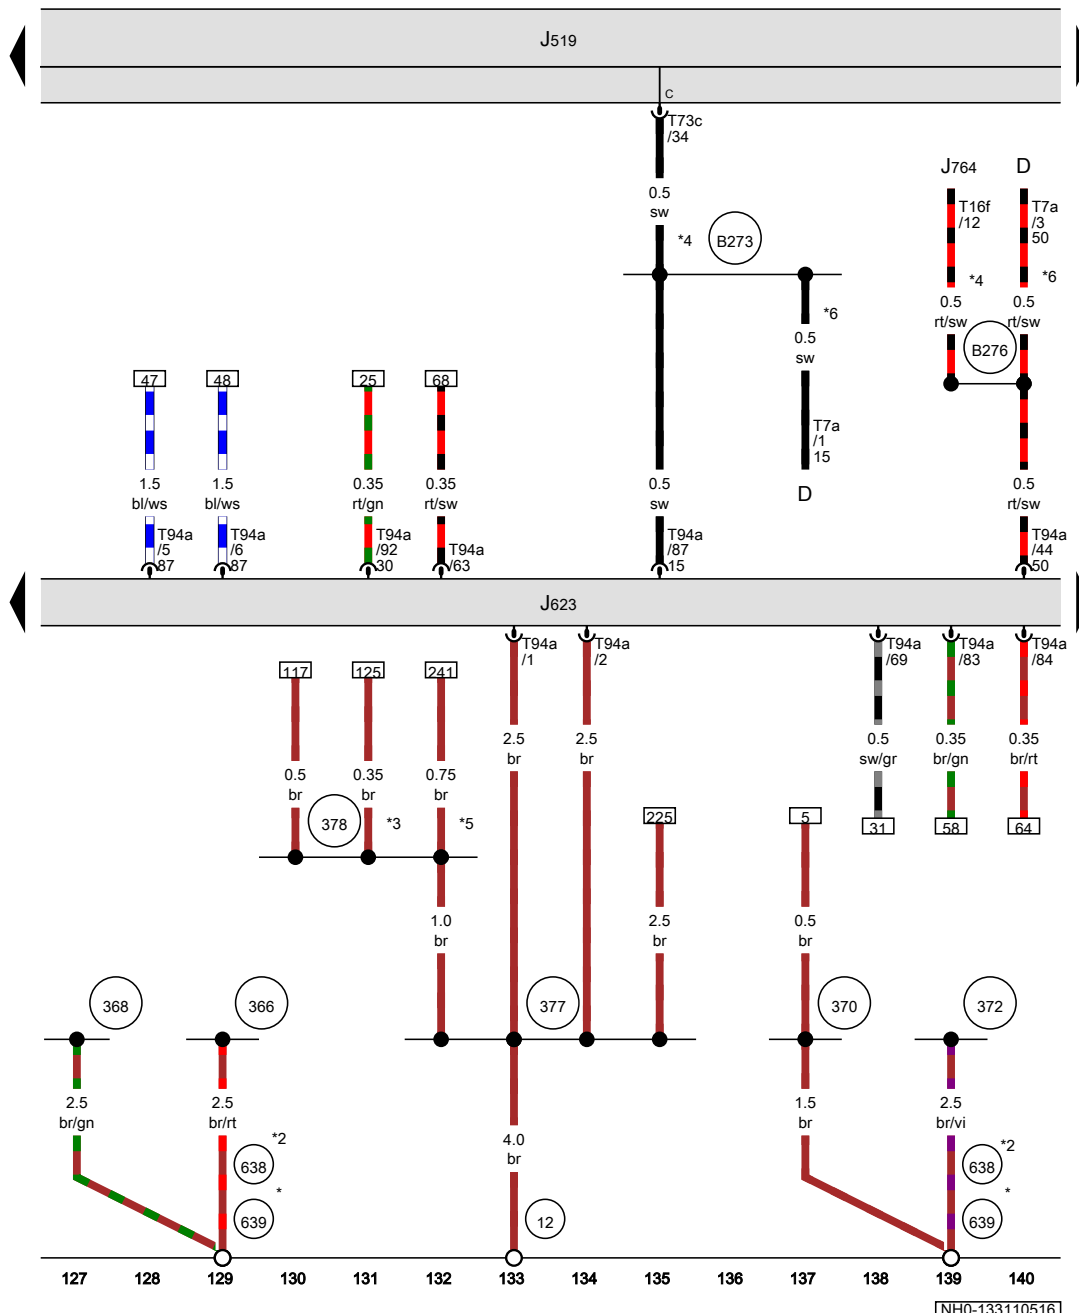 J519
c
T73c
/34
0.5
sw
*4
B273
J764
D
T16f
/12
T7a
/3
50
*4
*6
0.5
rt/sw
0.5
rt/sw
B276
*6
0.5
sw
T7a
/1
15
D
47
48
25
68
1.5
bl/ws
1.5
bl/ws
0.35
rt/gn
0.35
rt/sw
0.5
sw
0.5
rt/sw
T94a
/5
87
T94a
/6
87
T94a
/92
30
T94a
/63
T94a
/87
15
T94a
/44
50
J623
T94a
/1
T94a
/2
T94a
/69
T94a
/83
T94a
/84
117
125
241
2.5
br
2.5
br
0.5
sw/gr
0.35
br/gn
0.35
br/rt
0.5
br
0.35
br
0.75
br
378
*3
*5
225
5
31
58
64
1.0
br
2.5
br
0.5
br
368
366
377
370
372
2.5
br/gn
2.5
br/rt
1.5
br
2.5
br/vi
*2
638
*
639
4.0
br
12
*2
638
*
639
127 128 129 130 131 132 133 134 135 136 137 138 139 140
NH0-133110516